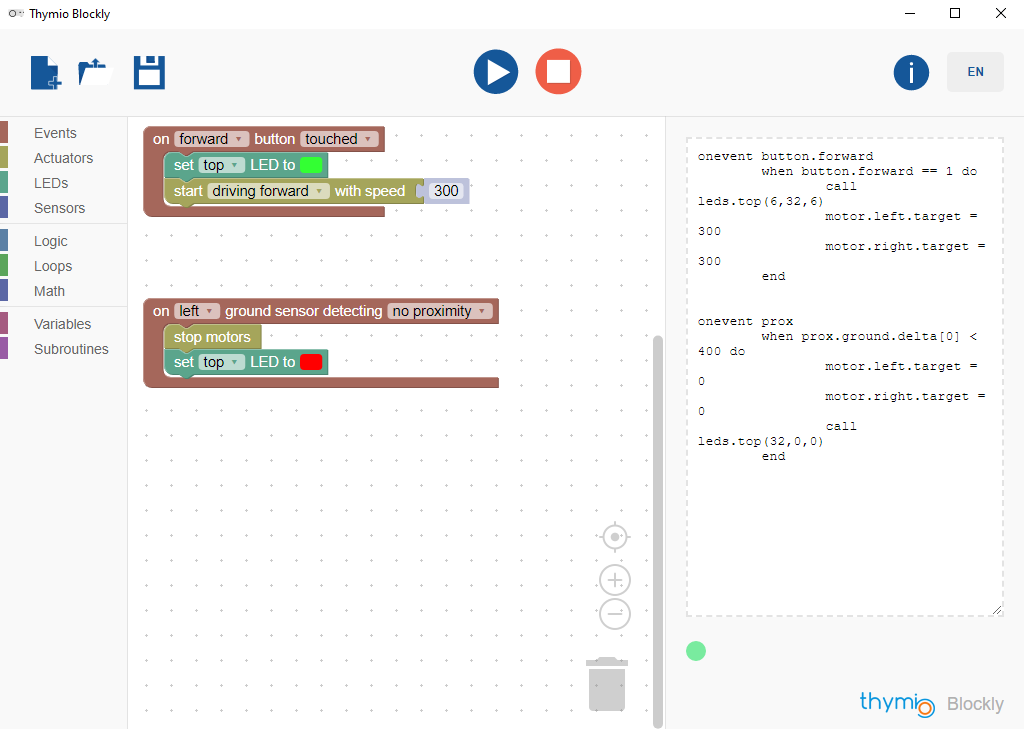 Thymio Blockly
EN
Events
Actuators
LEDs
Sensors
Logic
Loops
Math
Variables
Subroutines
on forward button touched
set top LED to
start driving forward with speed 300
on left ground sensor detecting no proximity
stop motors
set top LED to
onevent button.forward
when button.forward == 1 do
call
leds.top(6,32,6)
motor.left.target =
300
motor.right.target =
300
end
onevent prox
when prox.ground.delta[0] <
400 do
motor.left.target =
0
motor.right.target =
0
call
leds.top(32,0,0)
end
thymio Blockly